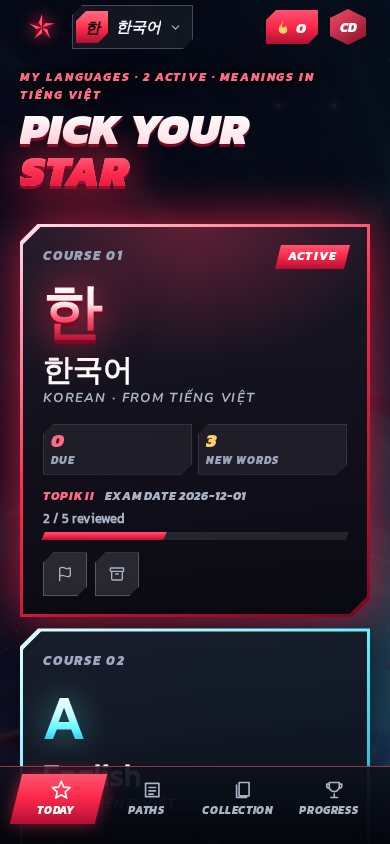 한 한국어
0
CD
MY LANGUAGES · 2 ACTIVE · MEANINGS IN
TIẾNG VIỆT
PICK YOUR
STAR
COURSE 01
ACTIVE
한
한국어
KOREAN · FROM TIẾNG VIỆT
0
DUE
3
NEW WORDS
TOPIK II EXAM DATE 2026-12-01
2 / 5 reviewed
COURSE 02
A
English
TODAY
PATHS
COLLECTION
PROGRESS